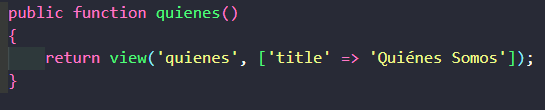 public function quienes()
{
    return view('quienes', ['title' => 'Quiénes Somos']);
}